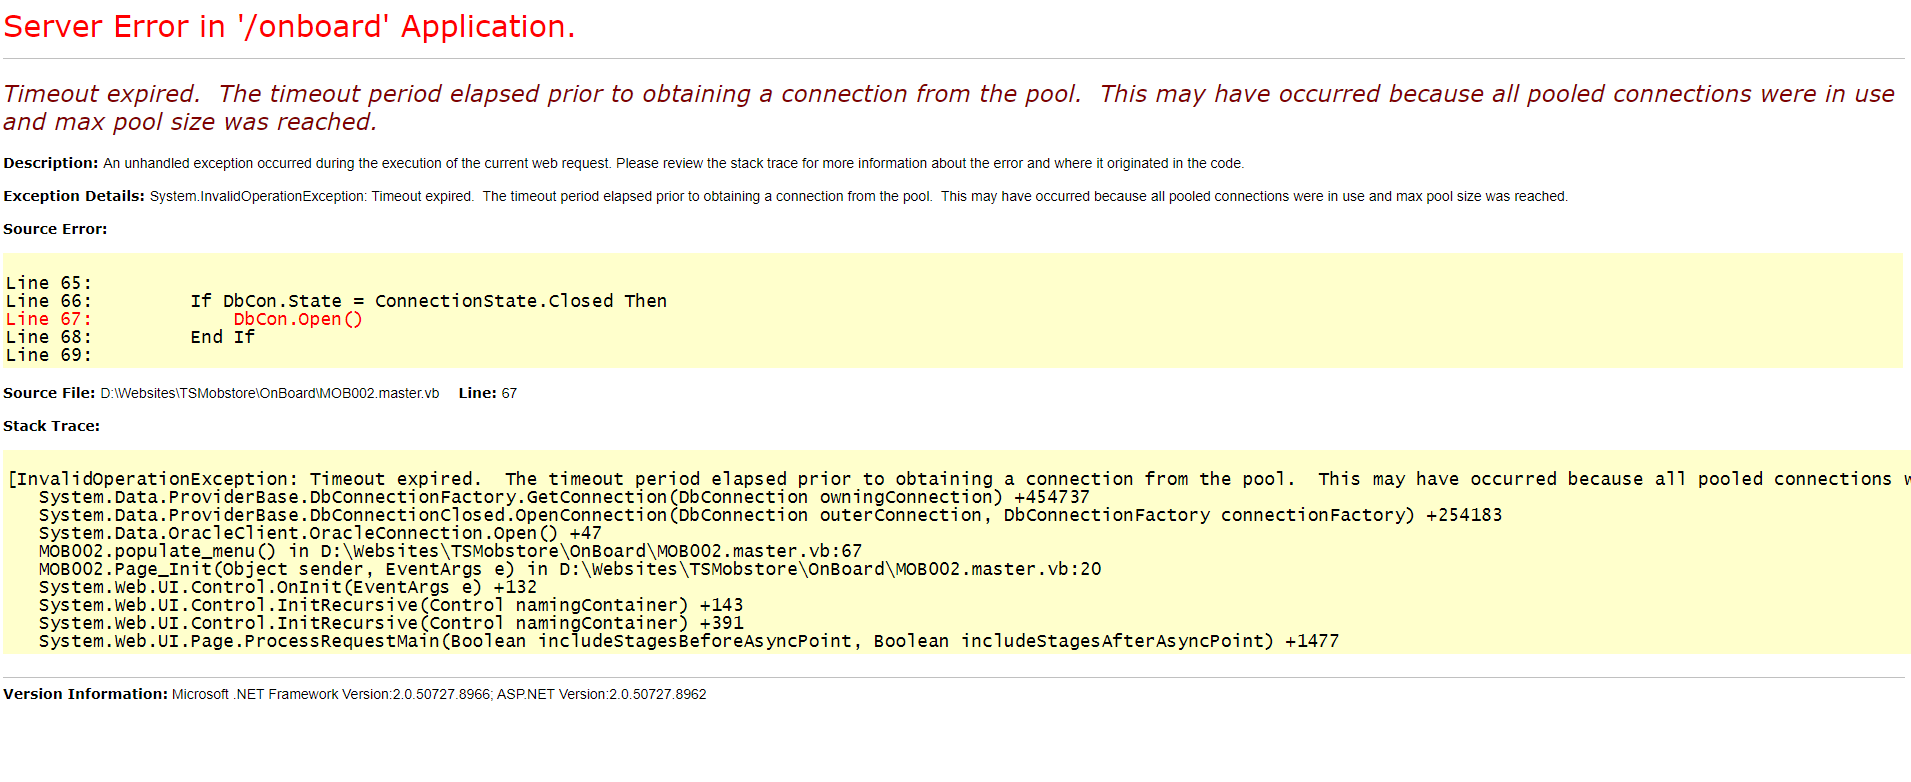 Server Error in '/onboard' Application.
Timeout expired.  The timeout period elapsed prior to obtaining a connection from the pool.  This may have occurred because all pooled connections were in use
and max pool size was reached.
Description: An unhandled exception occurred during the execution of the current web request. Please review the stack trace for more information about the error and where it originated in the code.
Exception Details: System.InvalidOperationException: Timeout expired.  The timeout period elapsed prior to obtaining a connection from the pool.  This may have occurred because all pooled connections were in use and max pool size was reached.
Source Error:
Line 65:
Line 66:         If DbCon.State = ConnectionState.Closed Then
Line 67:             DbCon.Open()
Line 68:         End If
Line 69:
Source File: D:\Websites\TSMobstore\OnBoard\MOB002.master.vb    Line: 67
Stack Trace:
[InvalidOperationException: Timeout expired.  The timeout period elapsed prior to obtaining a connection from the pool.  This may have occurred because all pooled connections
   System.Data.ProviderBase.DbConnectionFactory.GetConnection(DbConnection owningConnection) +454737
   System.Data.ProviderBase.DbConnectionClosed.OpenConnection(DbConnection outerConnection, DbConnectionFactory connectionFactory) +254183
   System.Data.OracleClient.OracleConnection.Open() +47
   MOB002.populate_menu() in D:\Websites\TSMobstore\OnBoard\MOB002.master.vb:67
   MOB002.Page_Init(Object sender, EventArgs e) in D:\Websites\TSMobstore\OnBoard\MOB002.master.vb:20
   System.Web.UI.Control.OnInit(EventArgs e) +132
   System.Web.UI.Control.InitRecursive(Control namingContainer) +143
   System.Web.UI.Control.InitRecursive(Control namingContainer) +391
   System.Web.UI.Page.ProcessRequestMain(Boolean includeStagesBeforeAsyncPoint, Boolean includeStagesAfterAsyncPoint) +1477
Version Information: Microsoft .NET Framework Version:2.0.50727.8966; ASP.NET Version:2.0.50727.8962